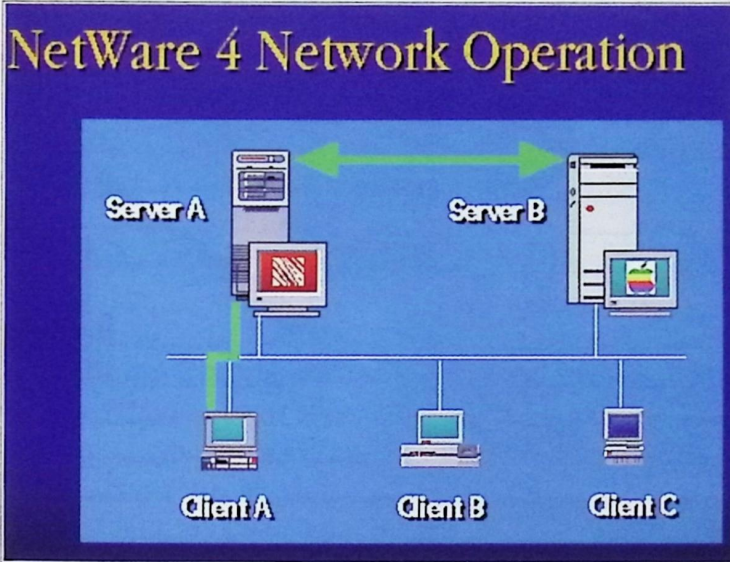 NetWare 4 Network Operation
Server A
Server B
Client A
Client B
Client C